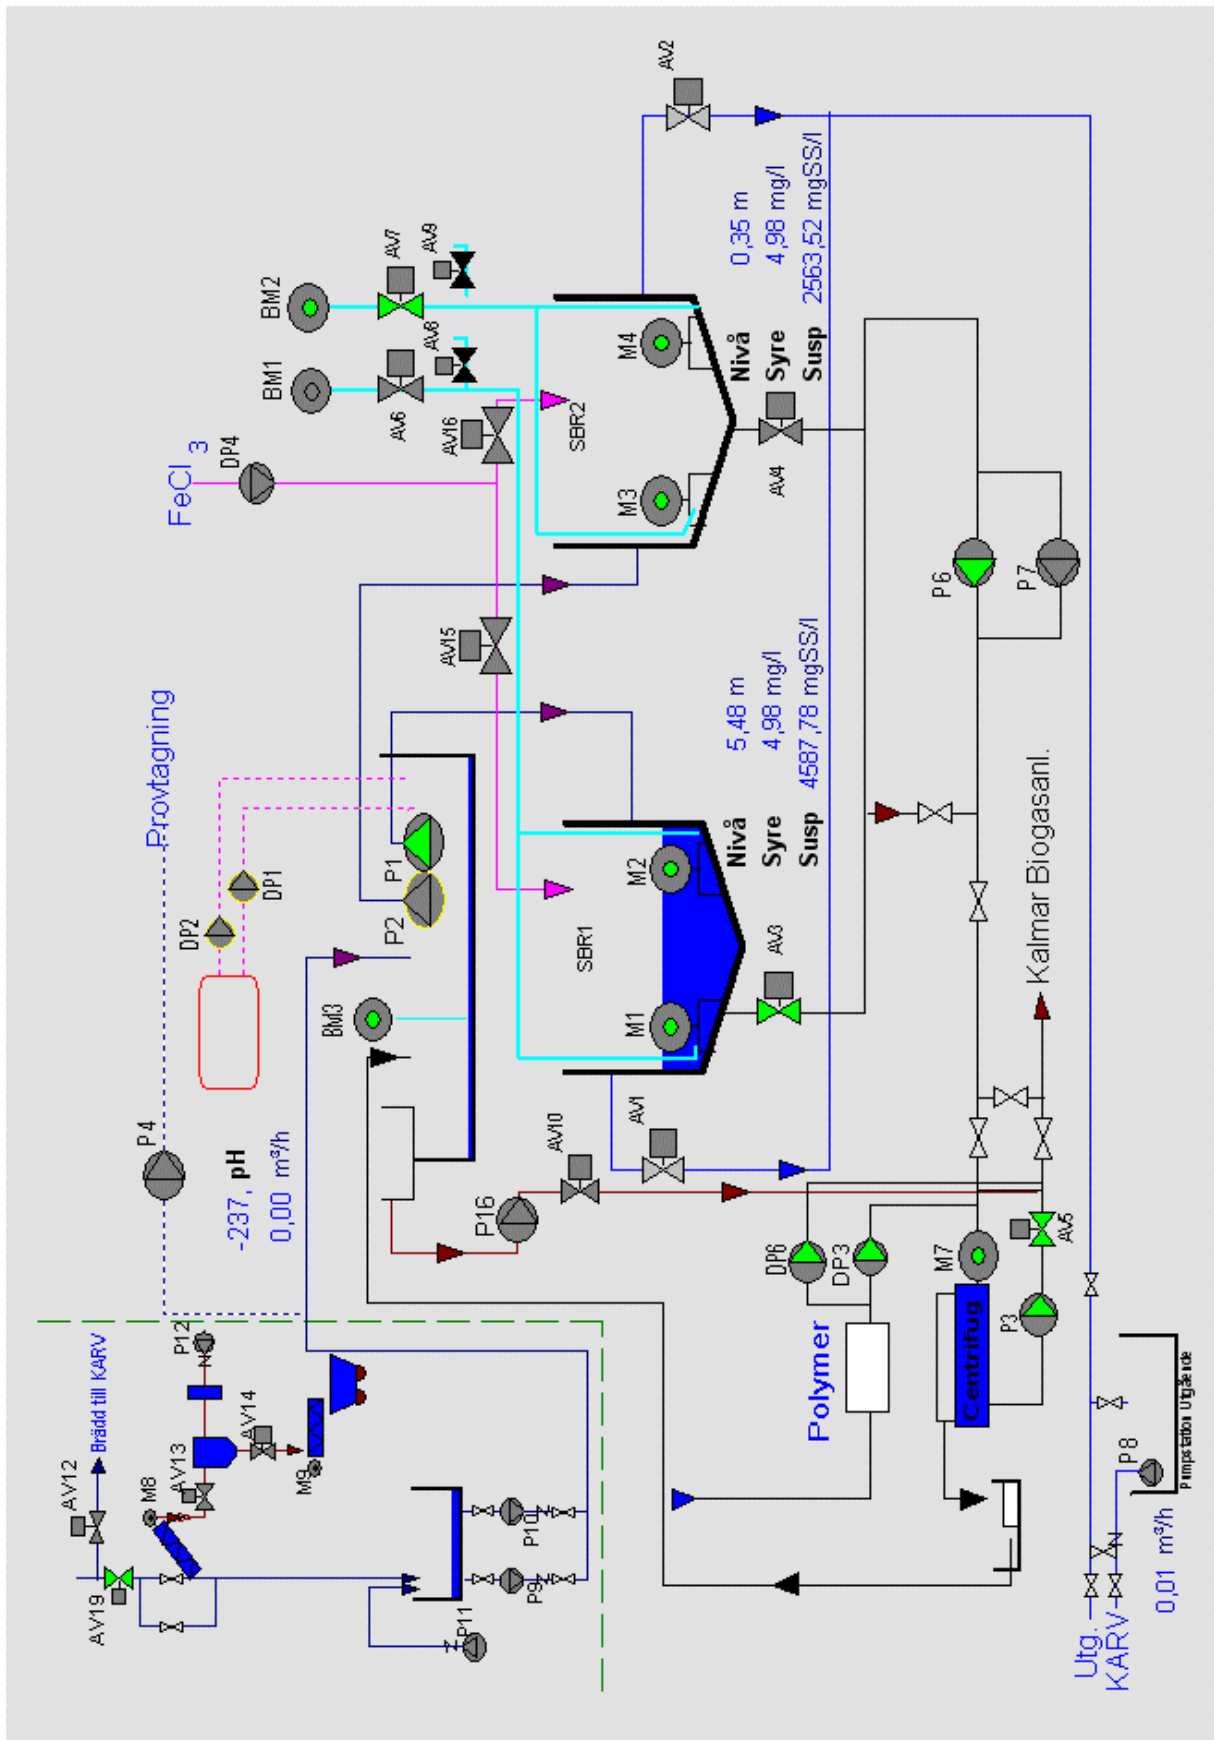 AV12
Brädd till KARV
AV19
M8
AV13
AV14
P12
M9
P11
P9
P10
P4
Provtagning
-237, pH
0,00 m³/h
DP2
DP1
BM3
P2
P1
FeCl 3
DP4
BM1
BM2
AV6
AV7
AV8
AV9
AV15
AV16
SBR1
SBR2
M1
M2
M3
M4
P16
AV10
AV1
AV2
AV3
AV4
Nivå 5,48 m
Syre 4,98 mg/l
Susp 4587,78 mgSS/l
Nivå 0,35 m
Syre 4,98 mg/l
Susp 2563,52 mgSS/l
Polymer
DP6
DP3
M7
Centrifug
P3
AV5
P6
P7
Kalmar Biogasanl.
Utg.
KARV
P8
Pumpstation Utgående
0,01 m³/h